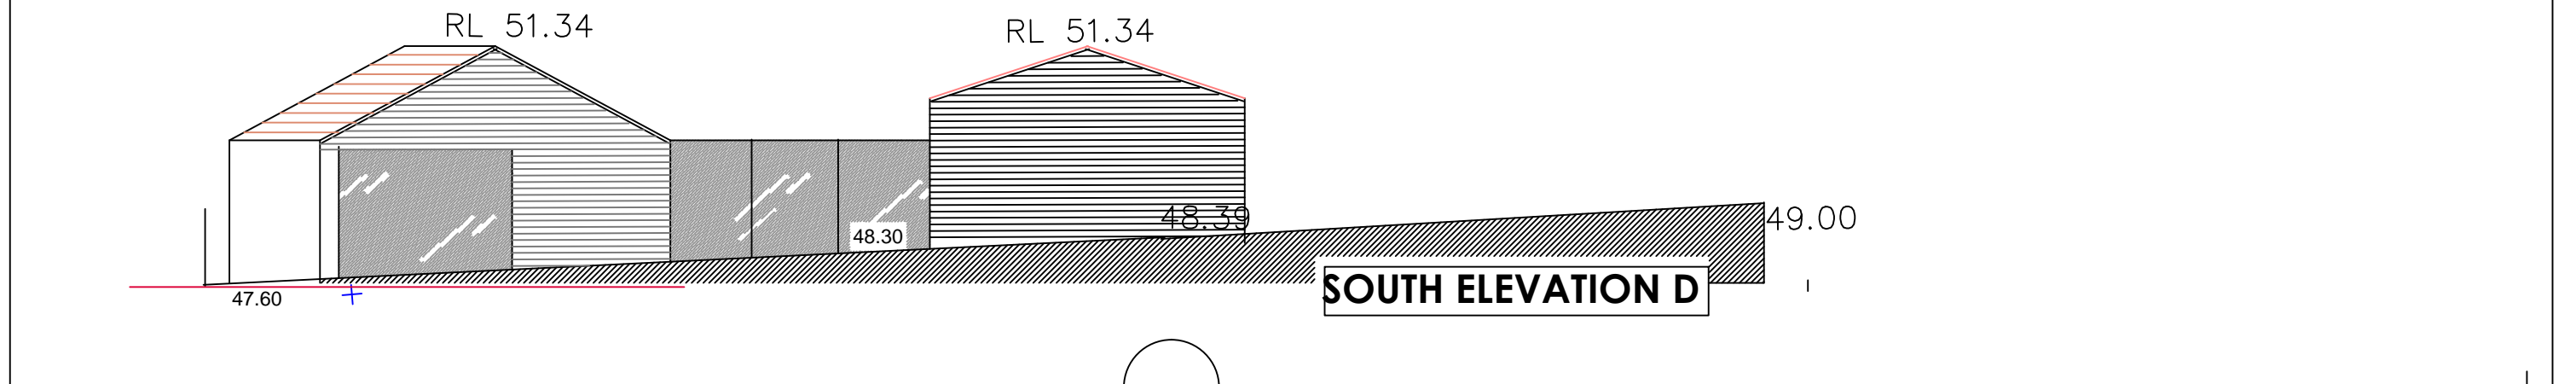 RL 51.34
RL 51.34
48.39
49.00
48.30
47.60
SOUTH ELEVATION D